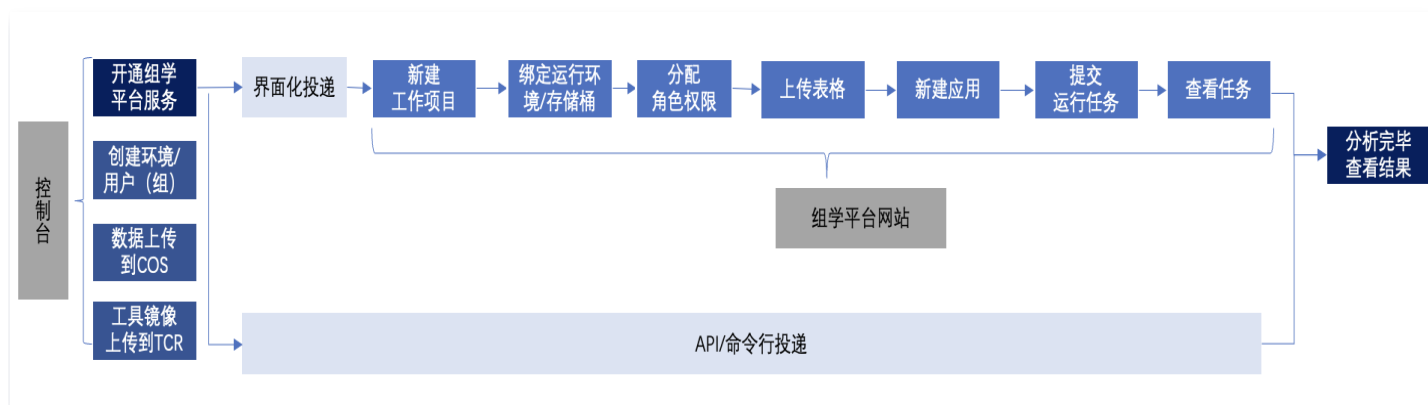 控制台
开通组学
平台服务
创建环境/
用户（组）
数据上传
到COS
工具镜像
上传到TCR
界面化投递
新建
工作项目
绑定运行环
境/存储桶
分配
角色权限
上传表格
新建应用
提交
运行任务
查看任务
组学平台网站
API/命令行投递
分析完毕
查看结果